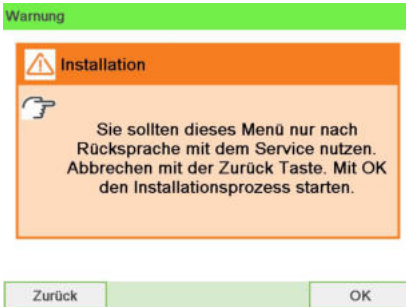 Warnung
Installation
Sie sollten dieses Menü nur nach
Rücksprache mit dem Service nutzen.
Abbrechen mit der Zurück Taste. Mit OK
den Installationsprozess starten.
Zurück
OK